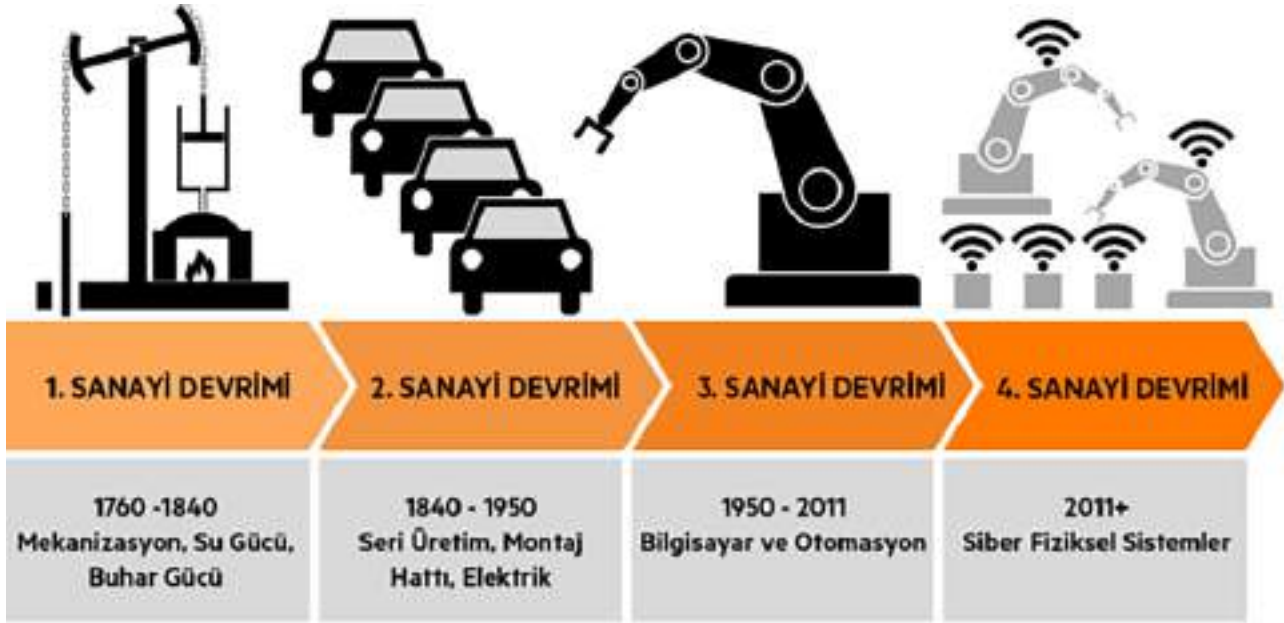 1. SANAYİ DEVRİMİ
2. SANAYİ DEVRİMİ
3. SANAYİ DEVRİMİ
4. SANAYİ DEVRİMİ
1760 -1840
Mekanizasyon, Su Gücü,
Buhar Gücü
1840 - 1950
Seri Üretim, Montaj
Hattı, Elektrik
1950 - 2011
Bilgisayar ve Otomasyon
2011+
Siber Fiziksel Sistemler